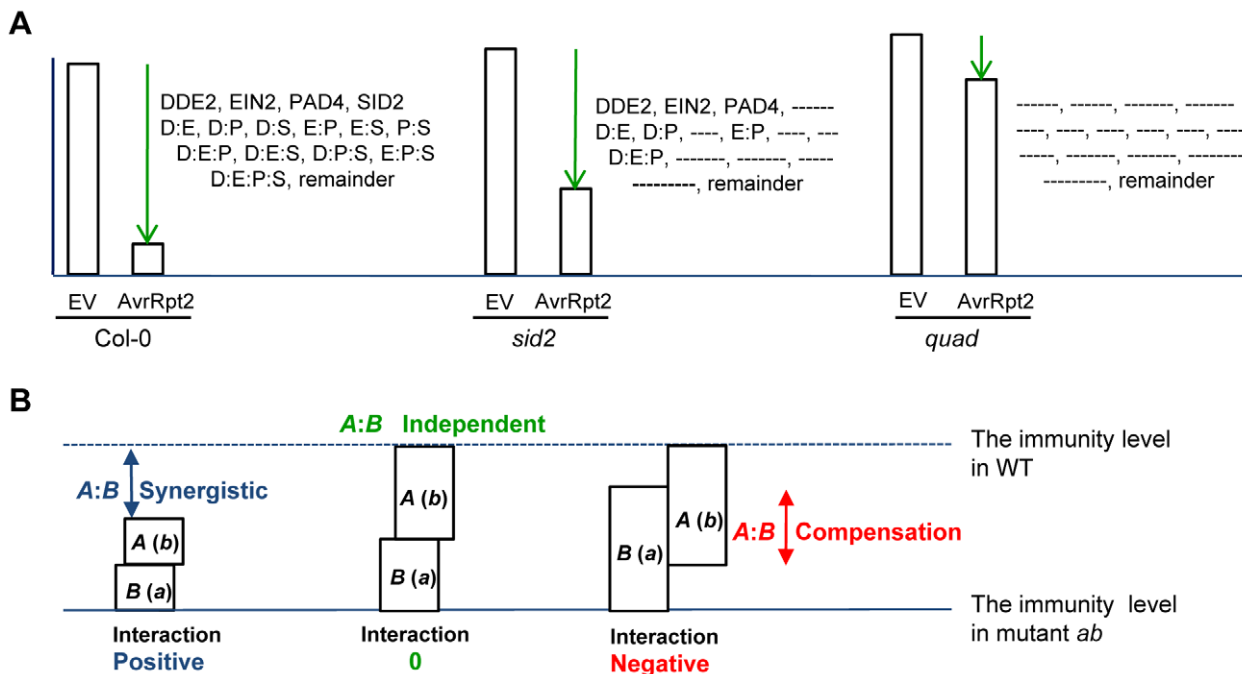 A
DDE2, EIN2, PAD4, SID2
D:E, D:P, D:S, E:P, E:S, P:S
D:E:P, D:E:S, D:P:S, E:P:S
D:E:P:S, remainder
EV AvrRpt2
Col-0
DDE2, EIN2, PAD4, ------
D:E, D:P, ----, E:P, ----, ---
D:E:P, -------, -------, -----
---------, remainder
EV AvrRpt2
sid2
-----, -----, -------, ------
----, ----, ----, ----, ----, ----
-----, -------, ------, --------
---------, remainder
EV AvrRpt2
quad
B
A:B Independent
The immunity level
in WT
A:B Synergistic
A (b)
B (a)
A (b)
B (a)
B (a)
A (b)
A:B Compensation
The immunity level
in mutant ab
Interaction
Positive
Interaction
0
Interaction
Negative